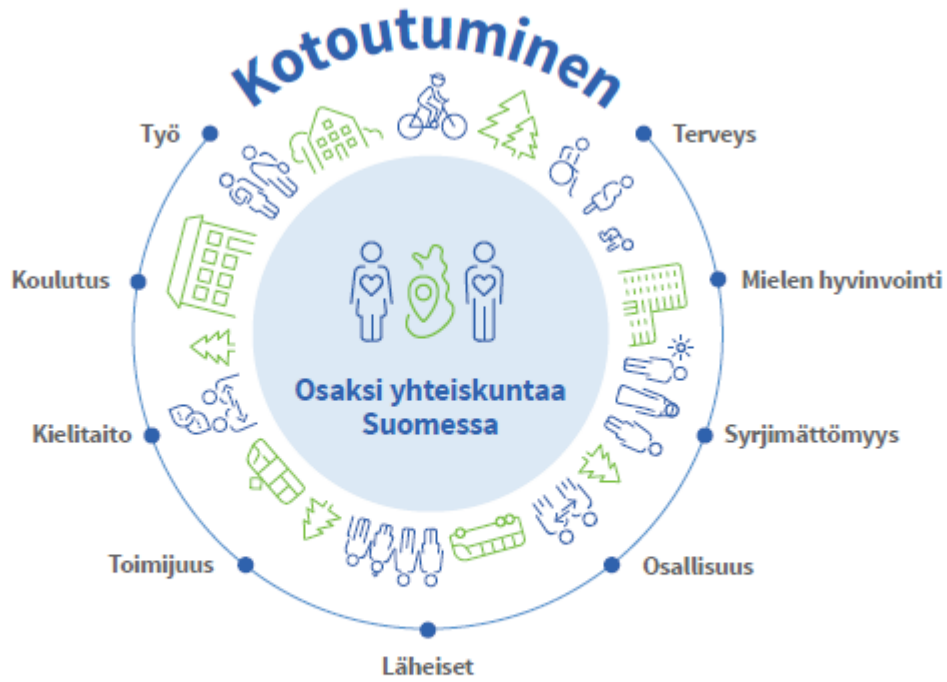 Kotoutuminen
Työ
Terveys
Koulutus
Mielen hyvinvointi
Osaksi yhteiskuntaa
Suomessa
Kielitaito
Syrjimättömyys
Toimijuus
Osallisuus
Läheiset